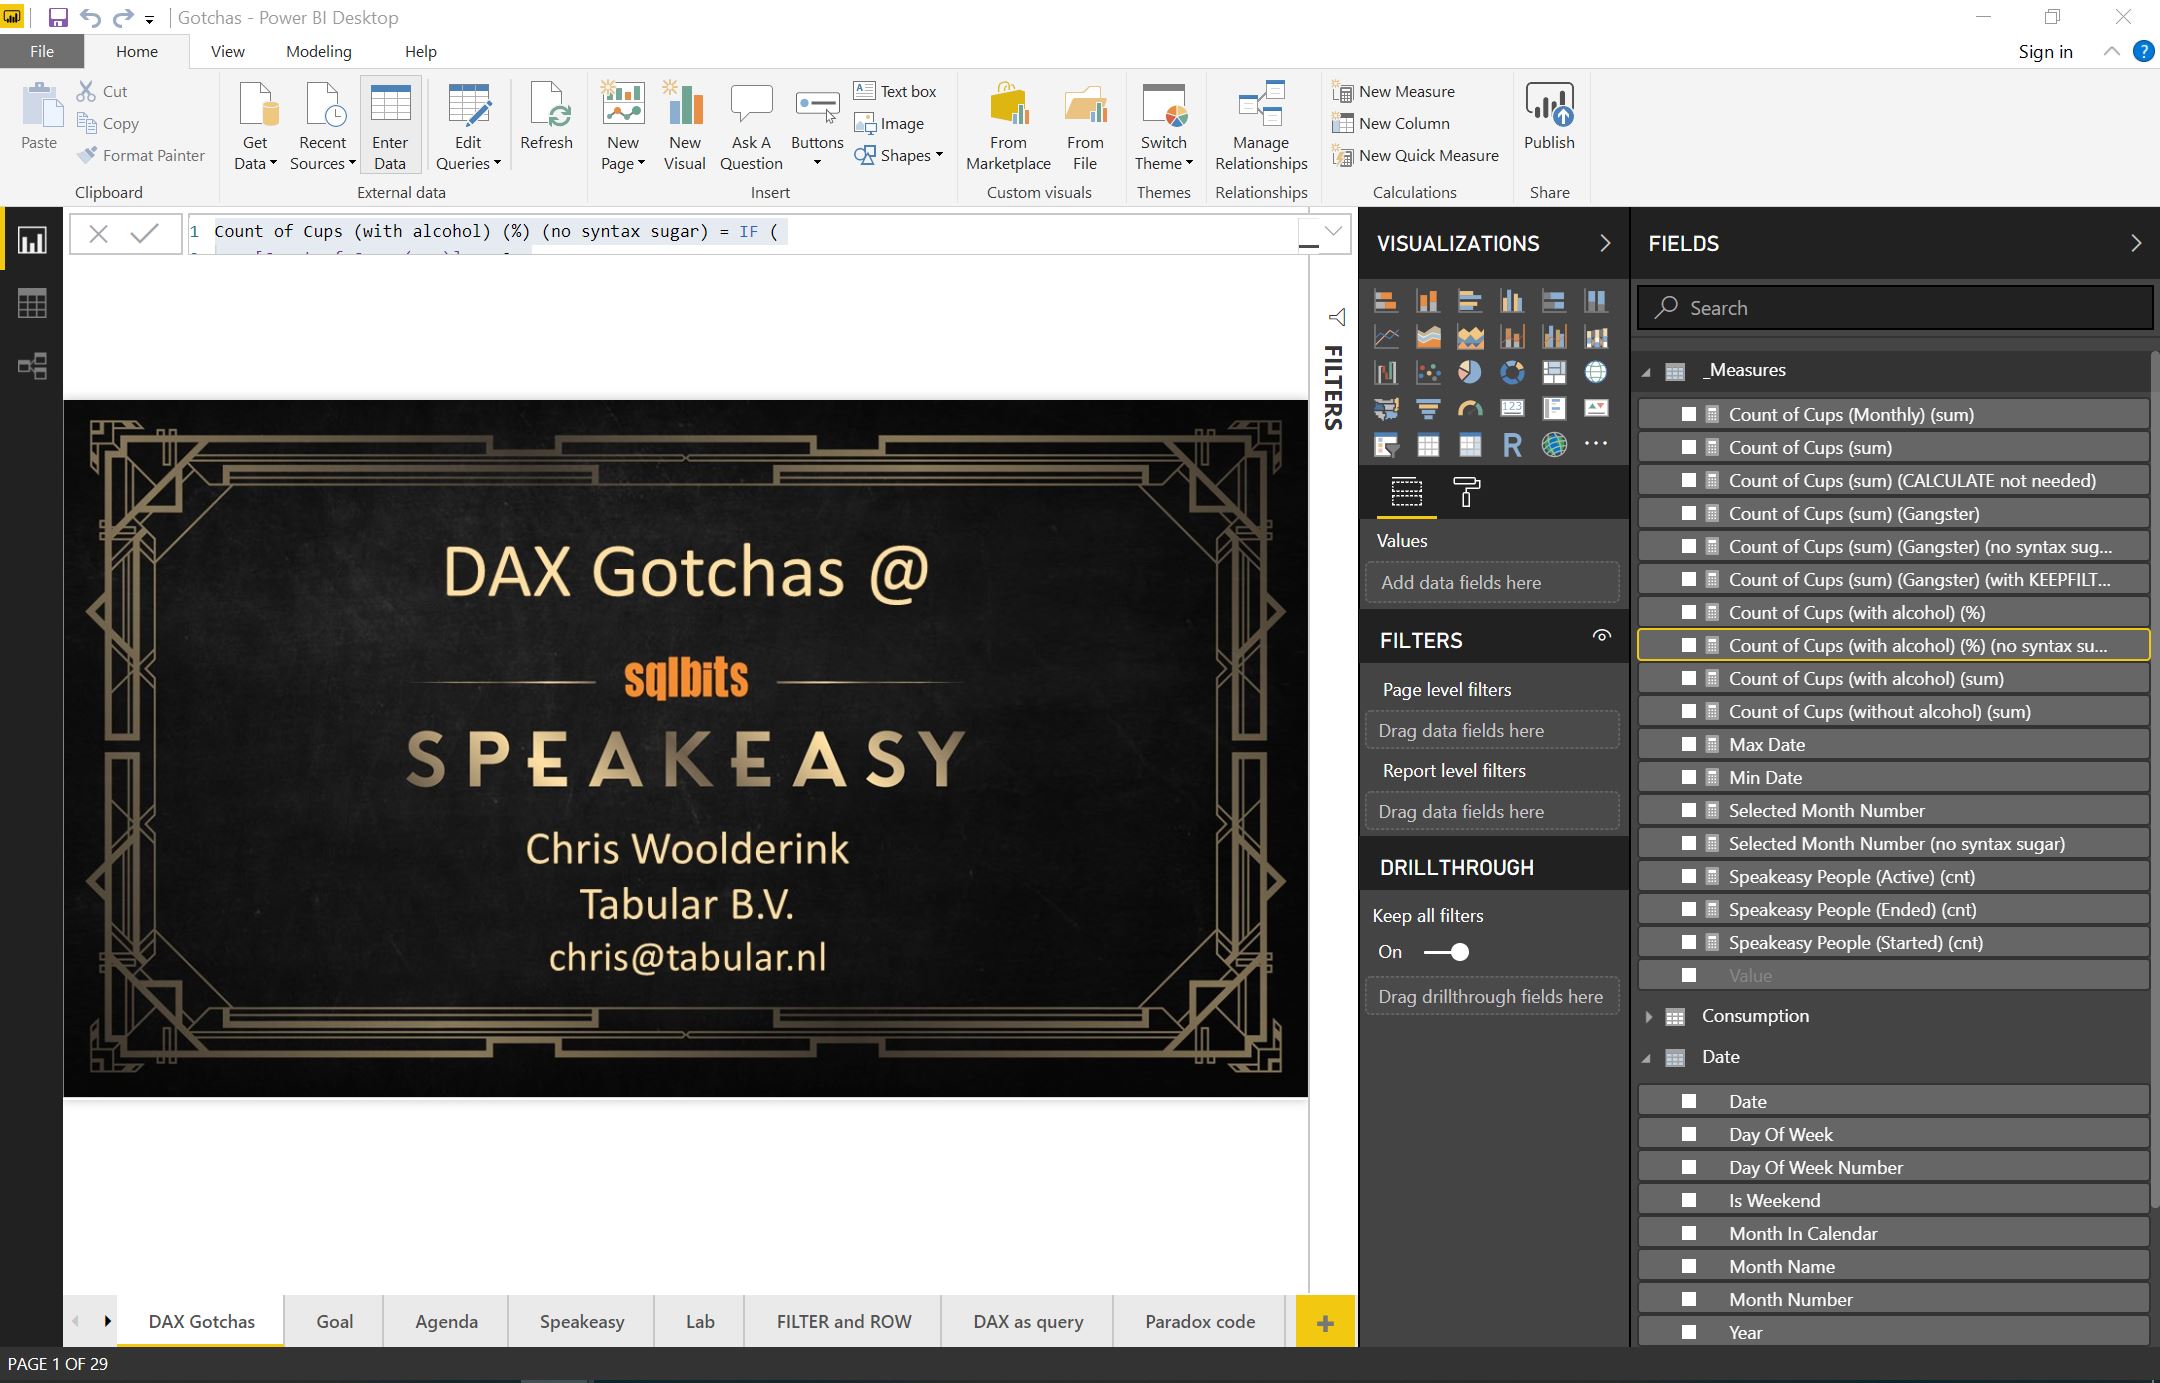 Gotchas - Power BI Desktop
File Home View Modeling Help Sign in
Paste
Cut
Copy
Format Painter
Clipboard
Get Data
Recent Sources
Enter Data
Edit Queries
Refresh
External data
New Page
New Visual
Ask A Question
Buttons
Text box
Image
Shapes
Insert
From Marketplace
From File
Custom visuals
Switch Theme
Themes
Manage Relationships
Relationships
New Measure
New Column
New Quick Measure
Calculations
Publish
Share
1 Count of Cups (with alcohol) (%) (no syntax sugar) = IF (
DAX Gotchas @
sqlbits
SPEAKEASY
Chris Woolderink
Tabular B.V.
chris@tabular.nl
FILTERS
VISUALIZATIONS
123
R
Values
Add data fields here
FILTERS
Page level filters
Drag data fields here
Report level filters
Drag data fields here
DRILLTHROUGH
Keep all filters
On
Drag drillthrough fields here
FIELDS
Search
_Measures
Count of Cups (Monthly) (sum)
Count of Cups (sum)
Count of Cups (sum) (CALCULATE not needed)
Count of Cups (sum) (Gangster)
Count of Cups (sum) (Gangster) (no syntax sug...
Count of Cups (sum) (Gangster) (with KEEPFILT...
Count of Cups (with alcohol) (%)
Count of Cups (with alcohol) (%) (no syntax su...
Count of Cups (with alcohol) (sum)
Count of Cups (without alcohol) (sum)
Max Date
Min Date
Selected Month Number
Selected Month Number (no syntax sugar)
Speakeasy People (Active) (cnt)
Speakeasy People (Ended) (cnt)
Speakeasy People (Started) (cnt)
Value
Consumption
Date
Date
Day Of Week
Day Of Week Number
Is Weekend
Month In Calendar
Month Name
Month Number
Year
DAX Gotchas Goal Agenda Speakeasy Lab FILTER and ROW DAX as query Paradox code +
PAGE 1 OF 29